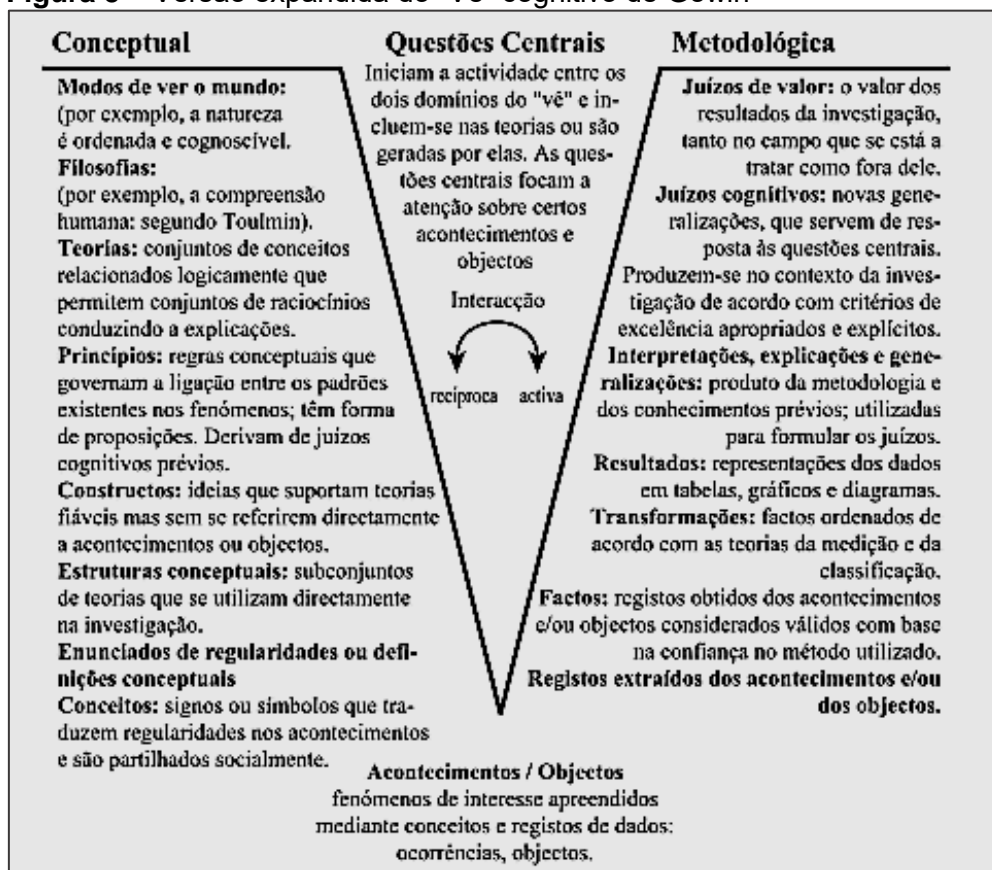 Figura 3 – Versão expandida do "Vê" cognitivo de Gowin
Conceptual
Modos de ver o mundo:
(por exemplo, a natureza
é ordenada e cognoscível.
Filosofias:
(por exemplo, a compreensão
humana: segundo Toulmin).
Teorias: conjuntos de conceitos
relacionados logicamente que
permitem conjuntos de raciocínios
conduzindo a explicações.
Princípios: regras conceptuais que
governam a ligação entre os padrões
existentes nos fenómenos; têm forma
de proposições. Derivam de juízos
cognitivos prévios.
Constructos: ideias que suportam teorias
fiáveis mas sem se referirem directamente
a acontecimentos ou objectos.
Estruturas conceptuais: subconjuntos
de teorias que se utilizam directamente
na investigação.
Enunciados de regularidades ou defi-
nições conceptuais
Conceitos: signos ou símbolos que tra-
duzem regularidades nos acontecimentos
e são partilhados socialmente.
Questões Centrais
Iniciam a actividade entre os
dois domínios do "vê" e in-
cluem-se nas teorias ou são
geradas por elas. As ques-
tões centrais focam a
atenção sobre certos
acontecimentos e
objectos
Interacção
recíproca activa
Metodológica
Juízos de valor: o valor dos
resultados da investigação,
tanto no campo que se está a
tratar como fora dele.
Juízos cognitivos: novas gene-
ralizações, que servem de res-
posta às questões centrais.
Produzem-se no contexto da inves-
tigação de acordo com critérios de
excelência apropriados e explícitos.
Interpretações, explicações e gene-
ralizações: produto da metodologia e
dos conhecimentos prévios; utilizadas
para formular os juízos.
Resultados: representações dos dados
em tabelas, gráficos e diagramas.
Transformações: factos ordenados de
acordo com as teorias da medição e da
classificação.
Factos: registos obtidos dos acontecimentos
e/ou objectos considerados válidos com base
na confiança no método utilizado.
Registos extraídos dos acontecimentos e/ou
dos objectos.
Acontecimentos / Objectos
fenómenos de interesse apreendidos
mediante conceitos e registos de dados:
ocorrências, objectos.